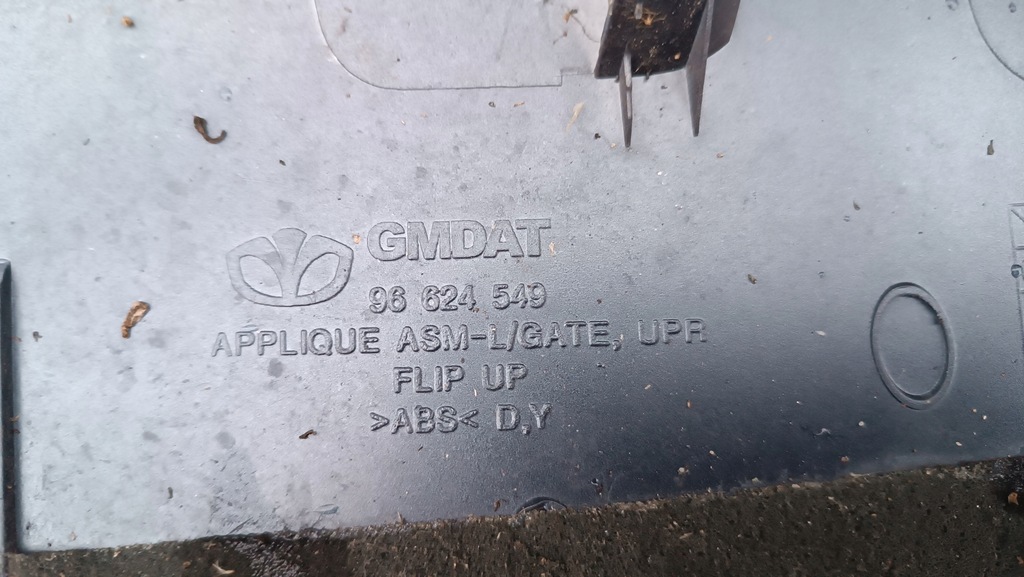 GMDAT
96 624 549
APPLIQUE ASM-L/GATE, UPR
FLIP UP
>ABS< D,Y